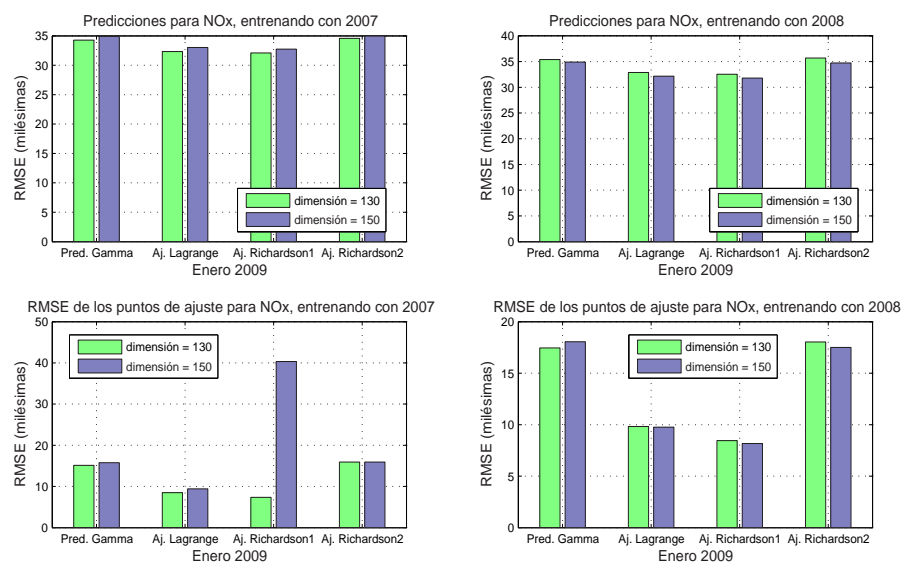 Predicciones para NOx, entrenando con 2007
35
30
25
20
15
10
5
0
RMSE (milésimas)
dimensión = 130
dimensión = 150
Pred. Gamma Aj. Lagrange Aj. Richardson1 Aj. Richardson2
Enero 2009
Predicciones para NOx, entrenando con 2008
40
35
30
25
20
15
10
5
0
RMSE (milésimas)
dimensión = 130
dimensión = 150
Pred. Gamma Aj. Lagrange Aj. Richardson1 Aj. Richardson2
Enero 2009
RMSE de los puntos de ajuste para NOx, entrenando con 2007
50
40
30
20
10
0
RMSE (milésimas)
dimensión = 130
dimensión = 150
Pred. Gamma Aj. Lagrange Aj. Richardson1 Aj. Richardson2
Enero 2009
RMSE de los puntos de ajuste para NOx, entrenando con 2008
20
15
10
5
0
RMSE (milésimas)
dimensión = 130
dimensión = 150
Pred. Gamma Aj. Lagrange Aj. Richardson1 Aj. Richardson2
Enero 2009